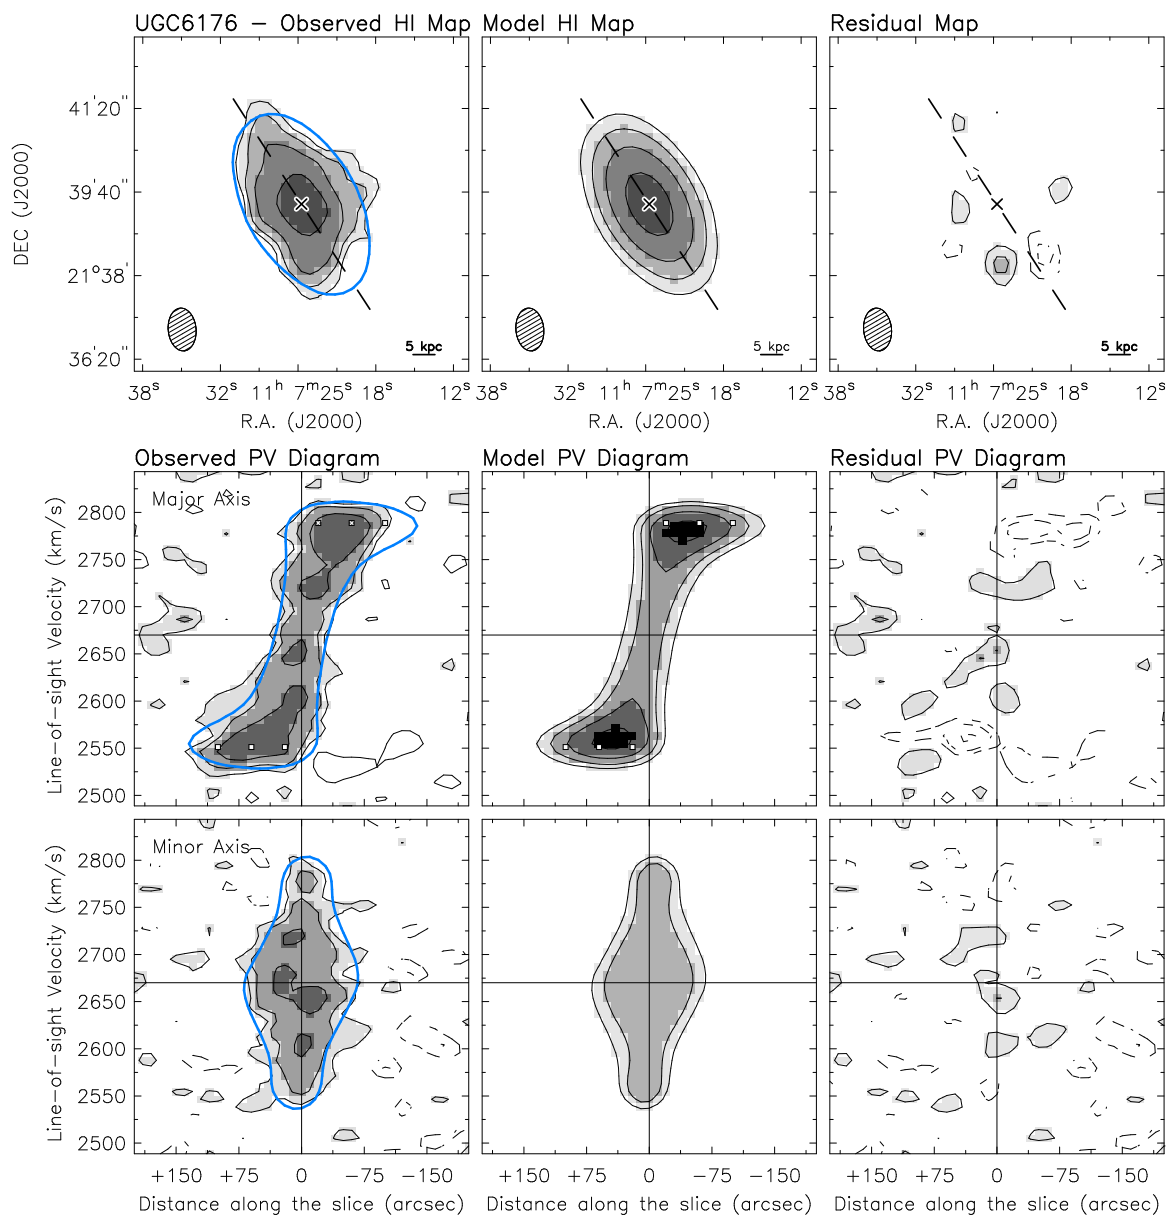 UGC6176 – Observed HI Map
Model HI Map
Residual Map
DEC (J2000)
41'20"
39'40
21°38'
36'20"
5 kpc
5 kpc
5 kpc
38ˢ 32ˢ 11ʰ 7ᵐ25ˢ 18ˢ 12ˢ
38ˢ 32ˢ 11ʰ 7ᵐ25ˢ 18ˢ 12ˢ
38ˢ 32ˢ 11ʰ 7ᵐ25ˢ 18ˢ 12ˢ
R.A. (J2000)
R.A. (J2000)
R.A. (J2000)
Observed PV Diagram
Model PV Diagram
Residual PV Diagram
Major Axis
Line–of–sight Velocity (km/s)
2800
2750
2700
2650
2600
2550
2500
Minor Axis
Line–of–sight Velocity (km/s)
2800
2750
2700
2650
2600
2550
2500
+150 +75 0 −75 −150
+150 +75 0 −75 −150
+150 +75 0 −75 −150
Distance along the slice (arcsec)
Distance along the slice (arcsec)
Distance along the slice (arcsec)